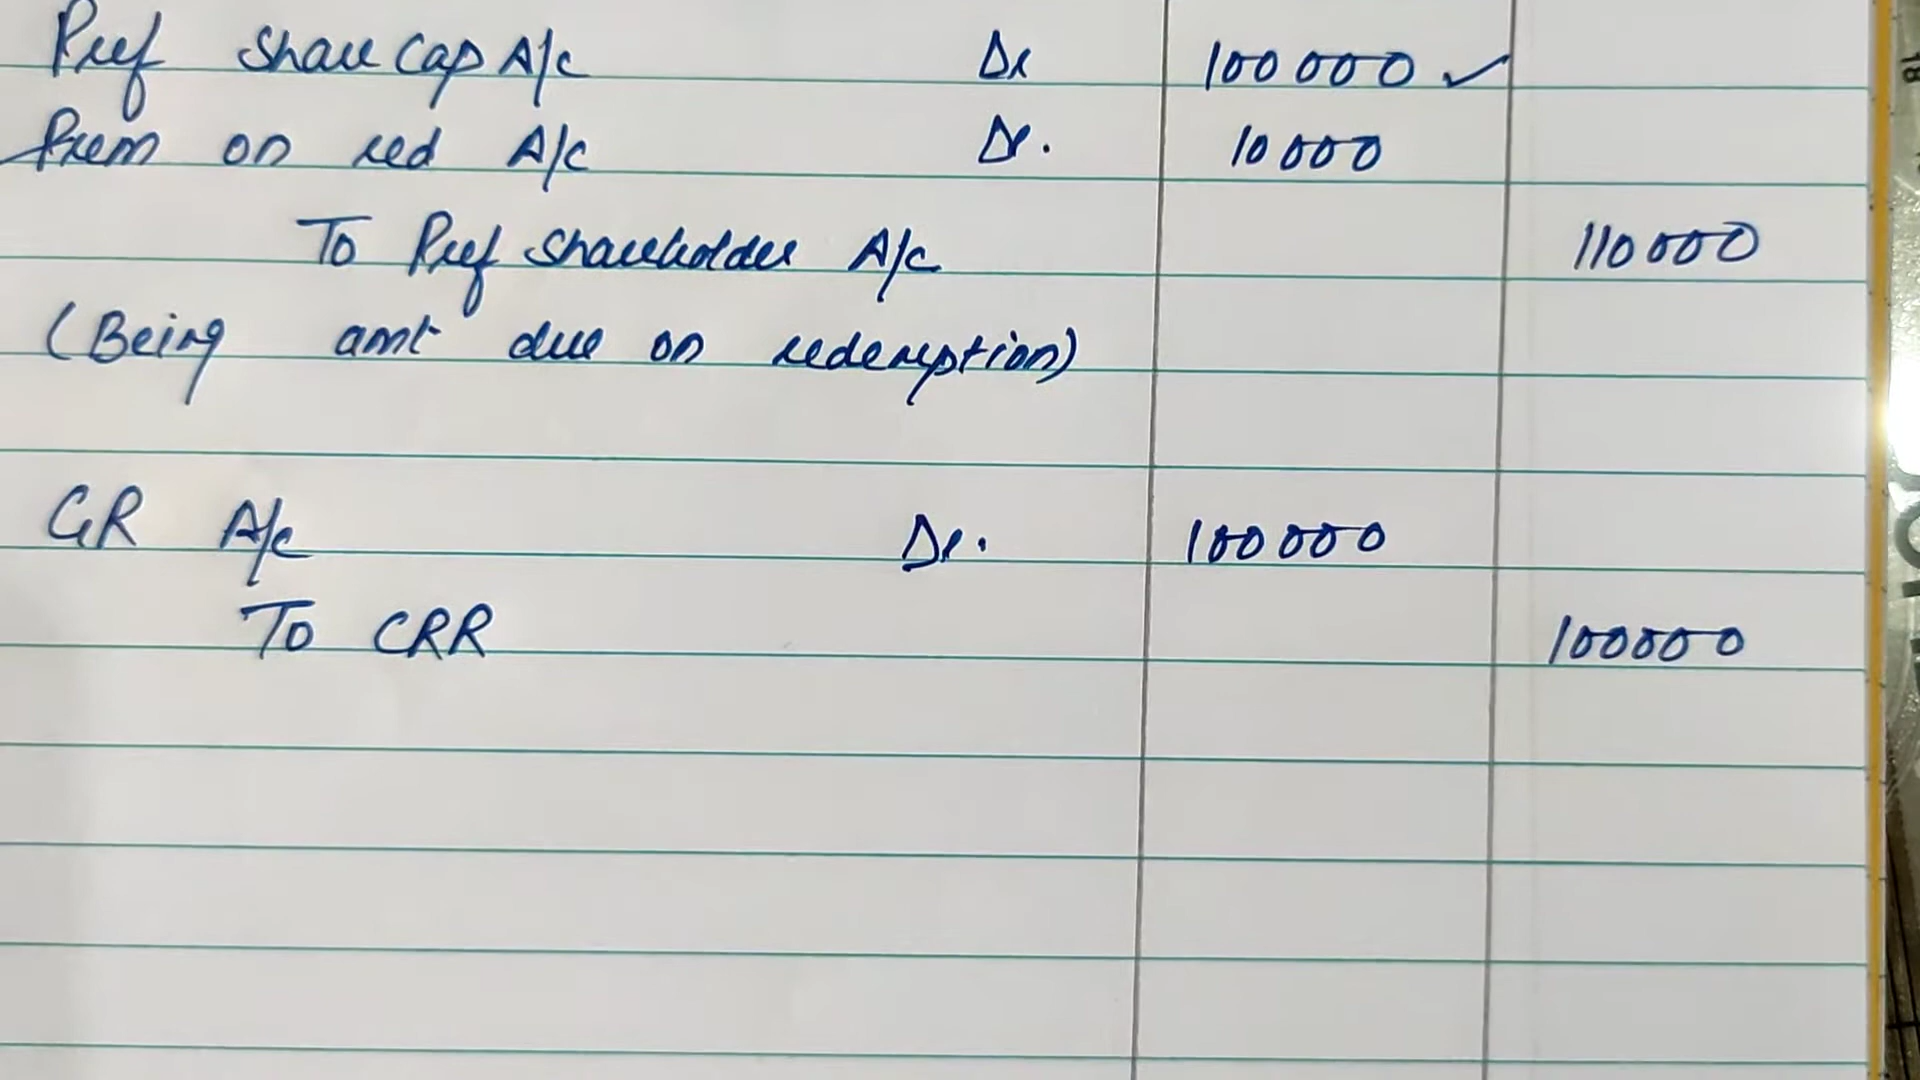 Pref Share Cap A/c Dr 100000 ✓
Prem on red A/c Dr. 10000
To Pref Shareholder A/c 110000
(Being amt due on redemption)
GR A/c Dr. 100000
To CRR 100000
18